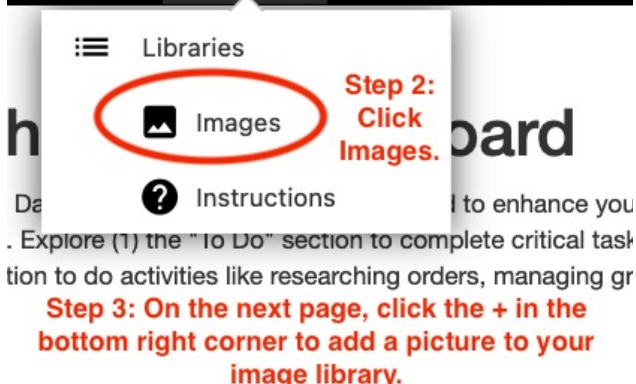 Libraries
Step 2:
Images
Click
Images.
board
Instructions
Da d to enhance you
. Explore (1) the "To Do" section to complete critical task
tion to do activities like researching orders, managing gr
Step 3: On the next page, click the + in the
bottom right corner to add a picture to your
image library.